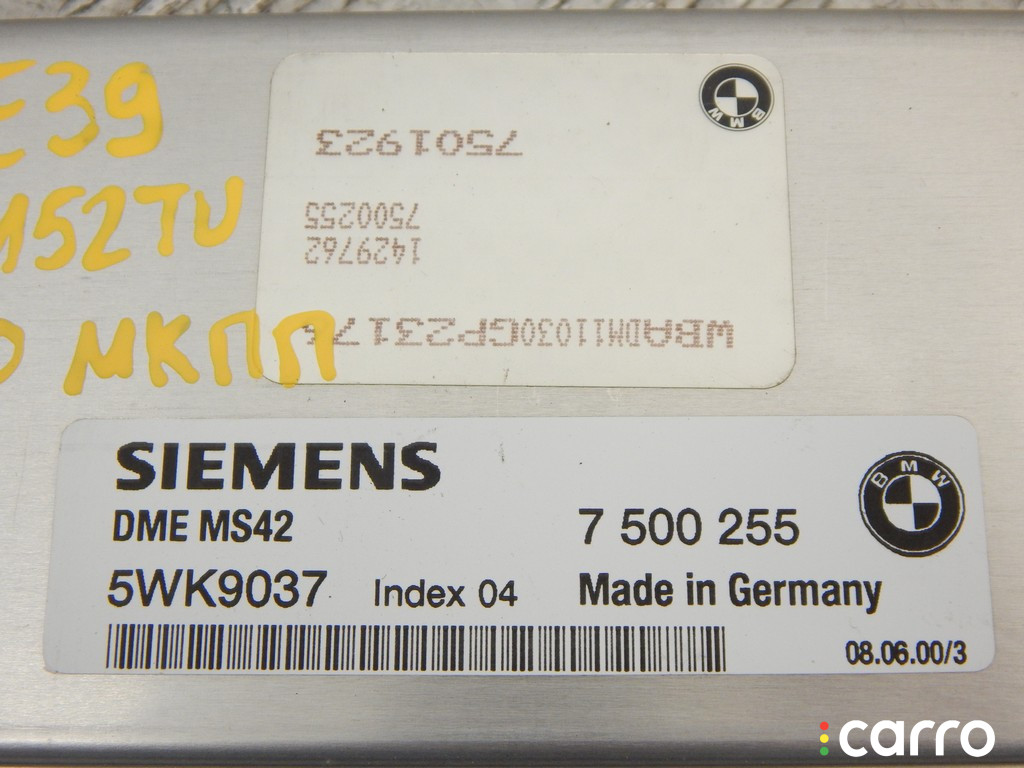 E39
M52TU
МКПП
BMW
7501923
7500255
1429762
SIEMENS
BMW
DME MS42
7 500 255
5WK9037 Index 04
Made in Germany
08.06.00/3
carro